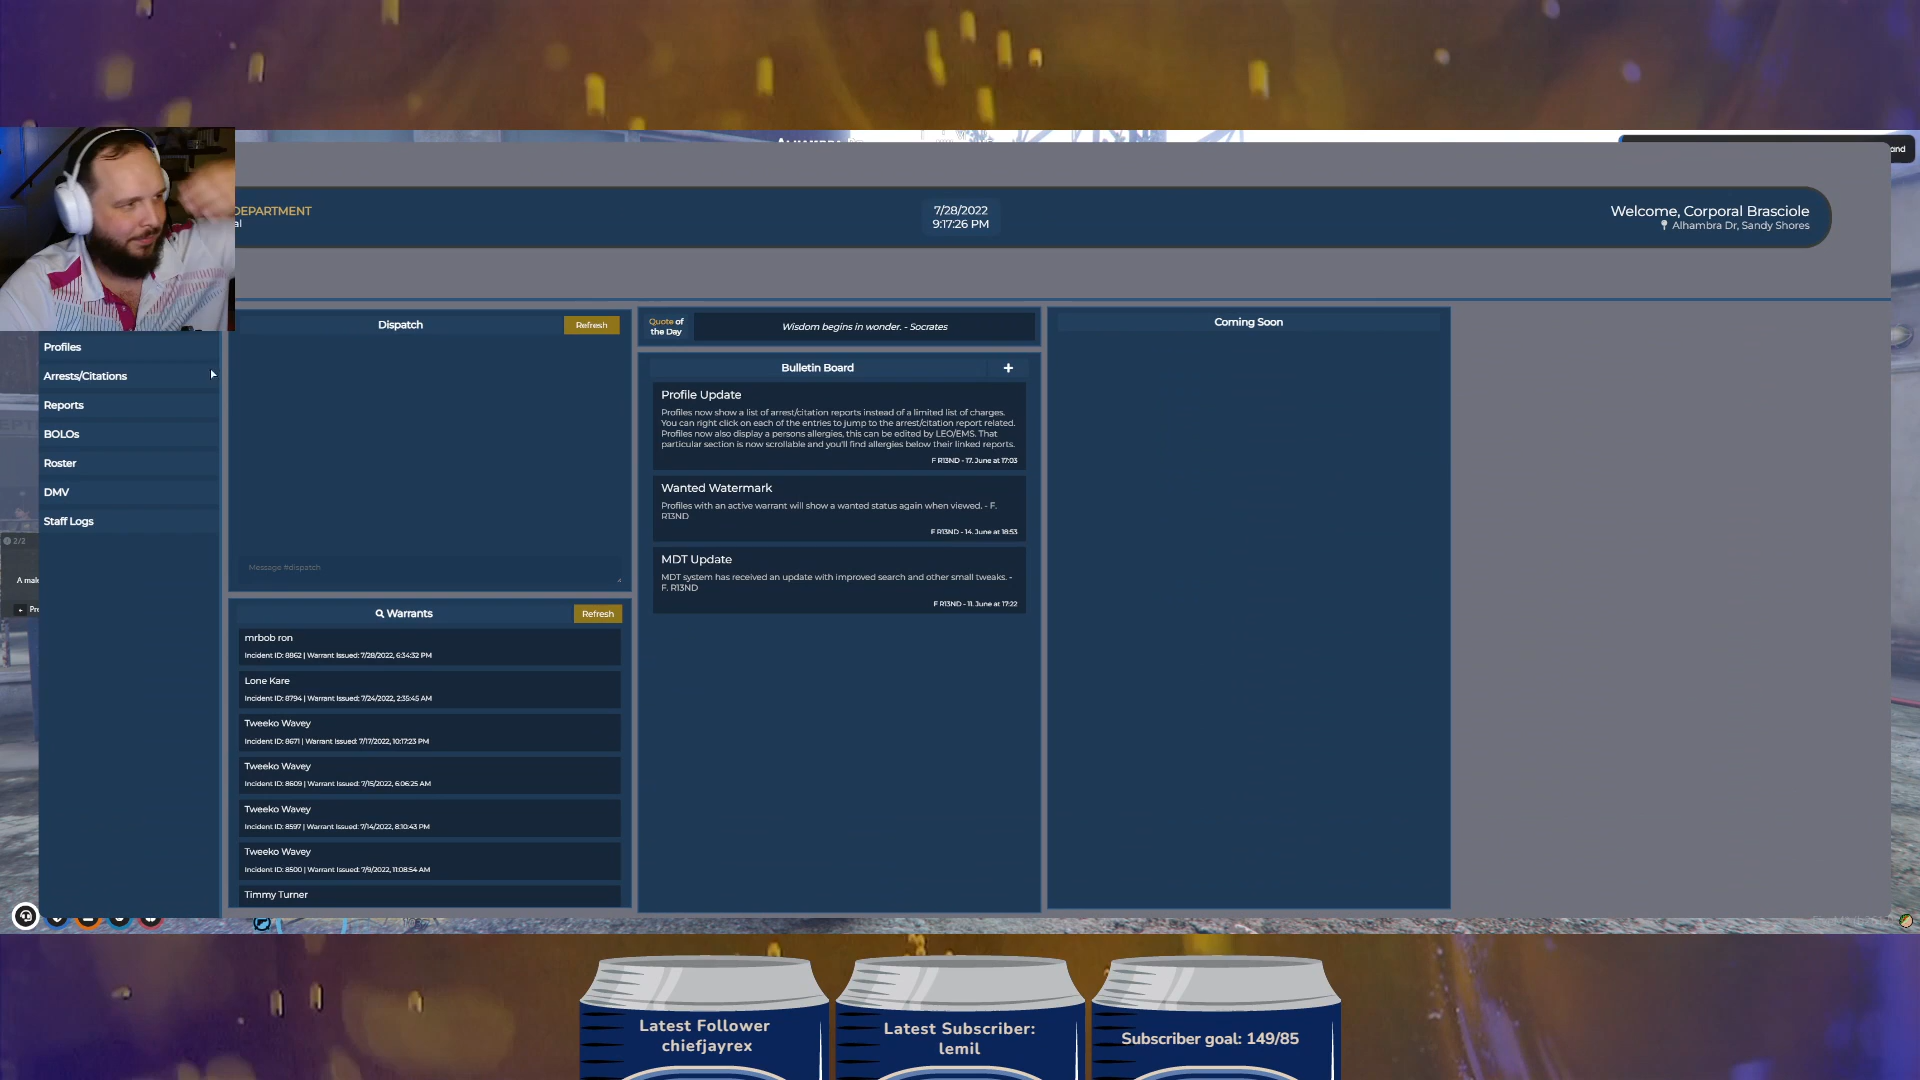 and
DEPARTMENT
al
7/28/2022
9:17:26 PM
Welcome, Corporal Brasciole
Alhambra Dr, Sandy Shores
Profiles
Arrests/Citations
Reports
BOLOs
Roster
DMV
Staff Logs
2/2
A male
Pre
Dispatch
Refresh
Message #dispatch
Warrants
Refresh
mrbob ron
Incident ID: 8862 | Warrant Issued: 7/28/2022, 6:34:32 PM
Lone Kare
Incident ID: 8794 | Warrant Issued: 7/24/2022, 2:35:45 AM
Tweeko Wavey
Incident ID: 8671 | Warrant Issued: 7/17/2022, 10:17:23 PM
Tweeko Wavey
Incident ID: 8609 | Warrant Issued: 7/15/2022, 6:06:25 AM
Tweeko Wavey
Incident ID: 8597 | Warrant Issued: 7/14/2022, 8:10:43 PM
Tweeko Wavey
Incident ID: 8500 | Warrant Issued: 7/9/2022, 11:08:54 AM
Timmy Turner
Quote of
the Day
Wisdom begins in wonder. - Socrates
Bulletin Board
+
Profile Update
Profiles now show a list of arrest/citation reports instead of a limited list of charges.
You can right click on each of the entries to jump to the arrest/citation report related.
Profiles now also display a persons allergies, this can be edited by LEO/EMS. That
particular section is now scrollable and you'll find allergies below their linked reports.
F R13ND - 17. June at 17:03
Wanted Watermark
Profiles with an active warrant will show a wanted status again when viewed. - F.
R13ND
F R13ND - 14. June at 18:53
MDT Update
MDT system has received an update with improved search and other small tweaks. -
F. R13ND
F R13ND - 11. June at 17:22
Coming Soon
Latest Follower
chiefjayrex
Latest Subscriber:
lemil
Subscriber goal: 149/85